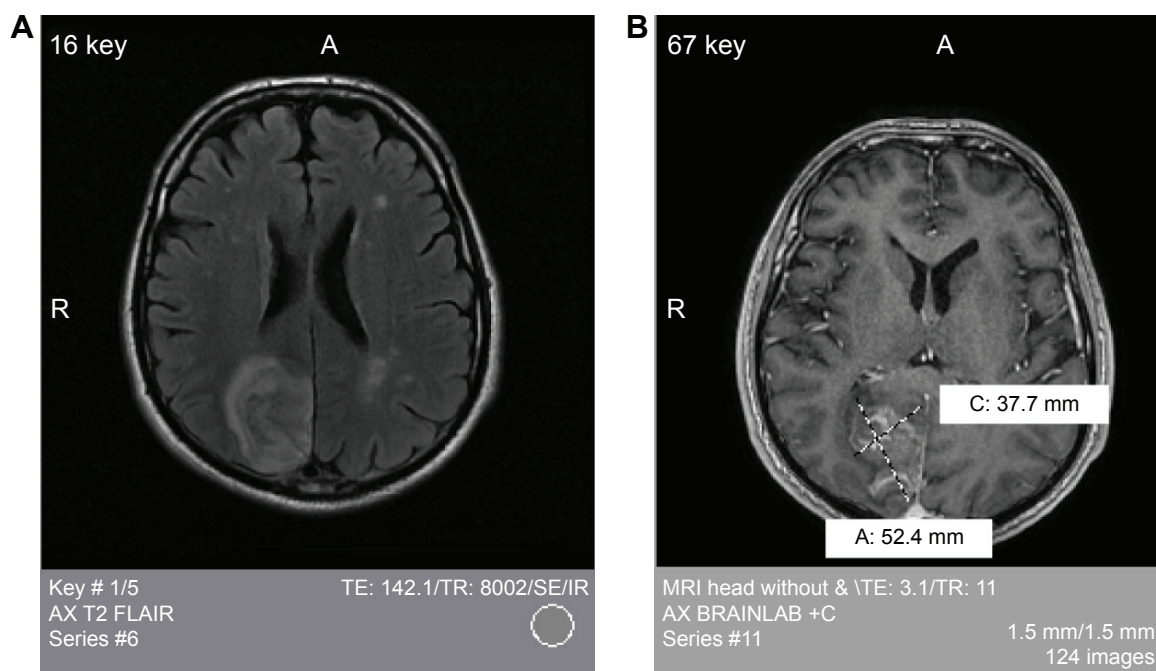 A
16 key
A
R
Key # 1/5
TE: 142.1/TR: 8002/SE/IR
AX T2 FLAIR
Series #6
B
67 key
A
R
C: 37.7 mm
A: 52.4 mm
MRI head without & \TE: 3.1/TR: 11
AX BRAINLAB +C
Series #11
1.5 mm/1.5 mm
124 images